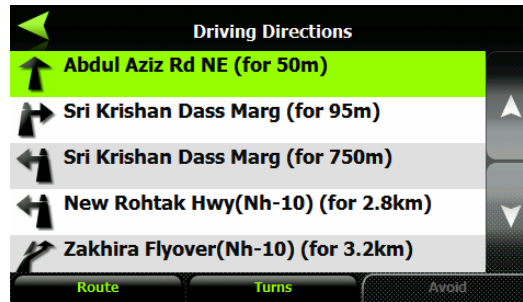 Driving Directions
Abdul Aziz Rd NE (for 50m)
Sri Krishan Dass Marg (for 95m)
Sri Krishan Dass Marg (for 750m)
New Rohtak Hwy(Nh-10) (for 2.8km)
Zakhira Flyover(Nh-10) (for 3.2km)
Route Turns Avoid